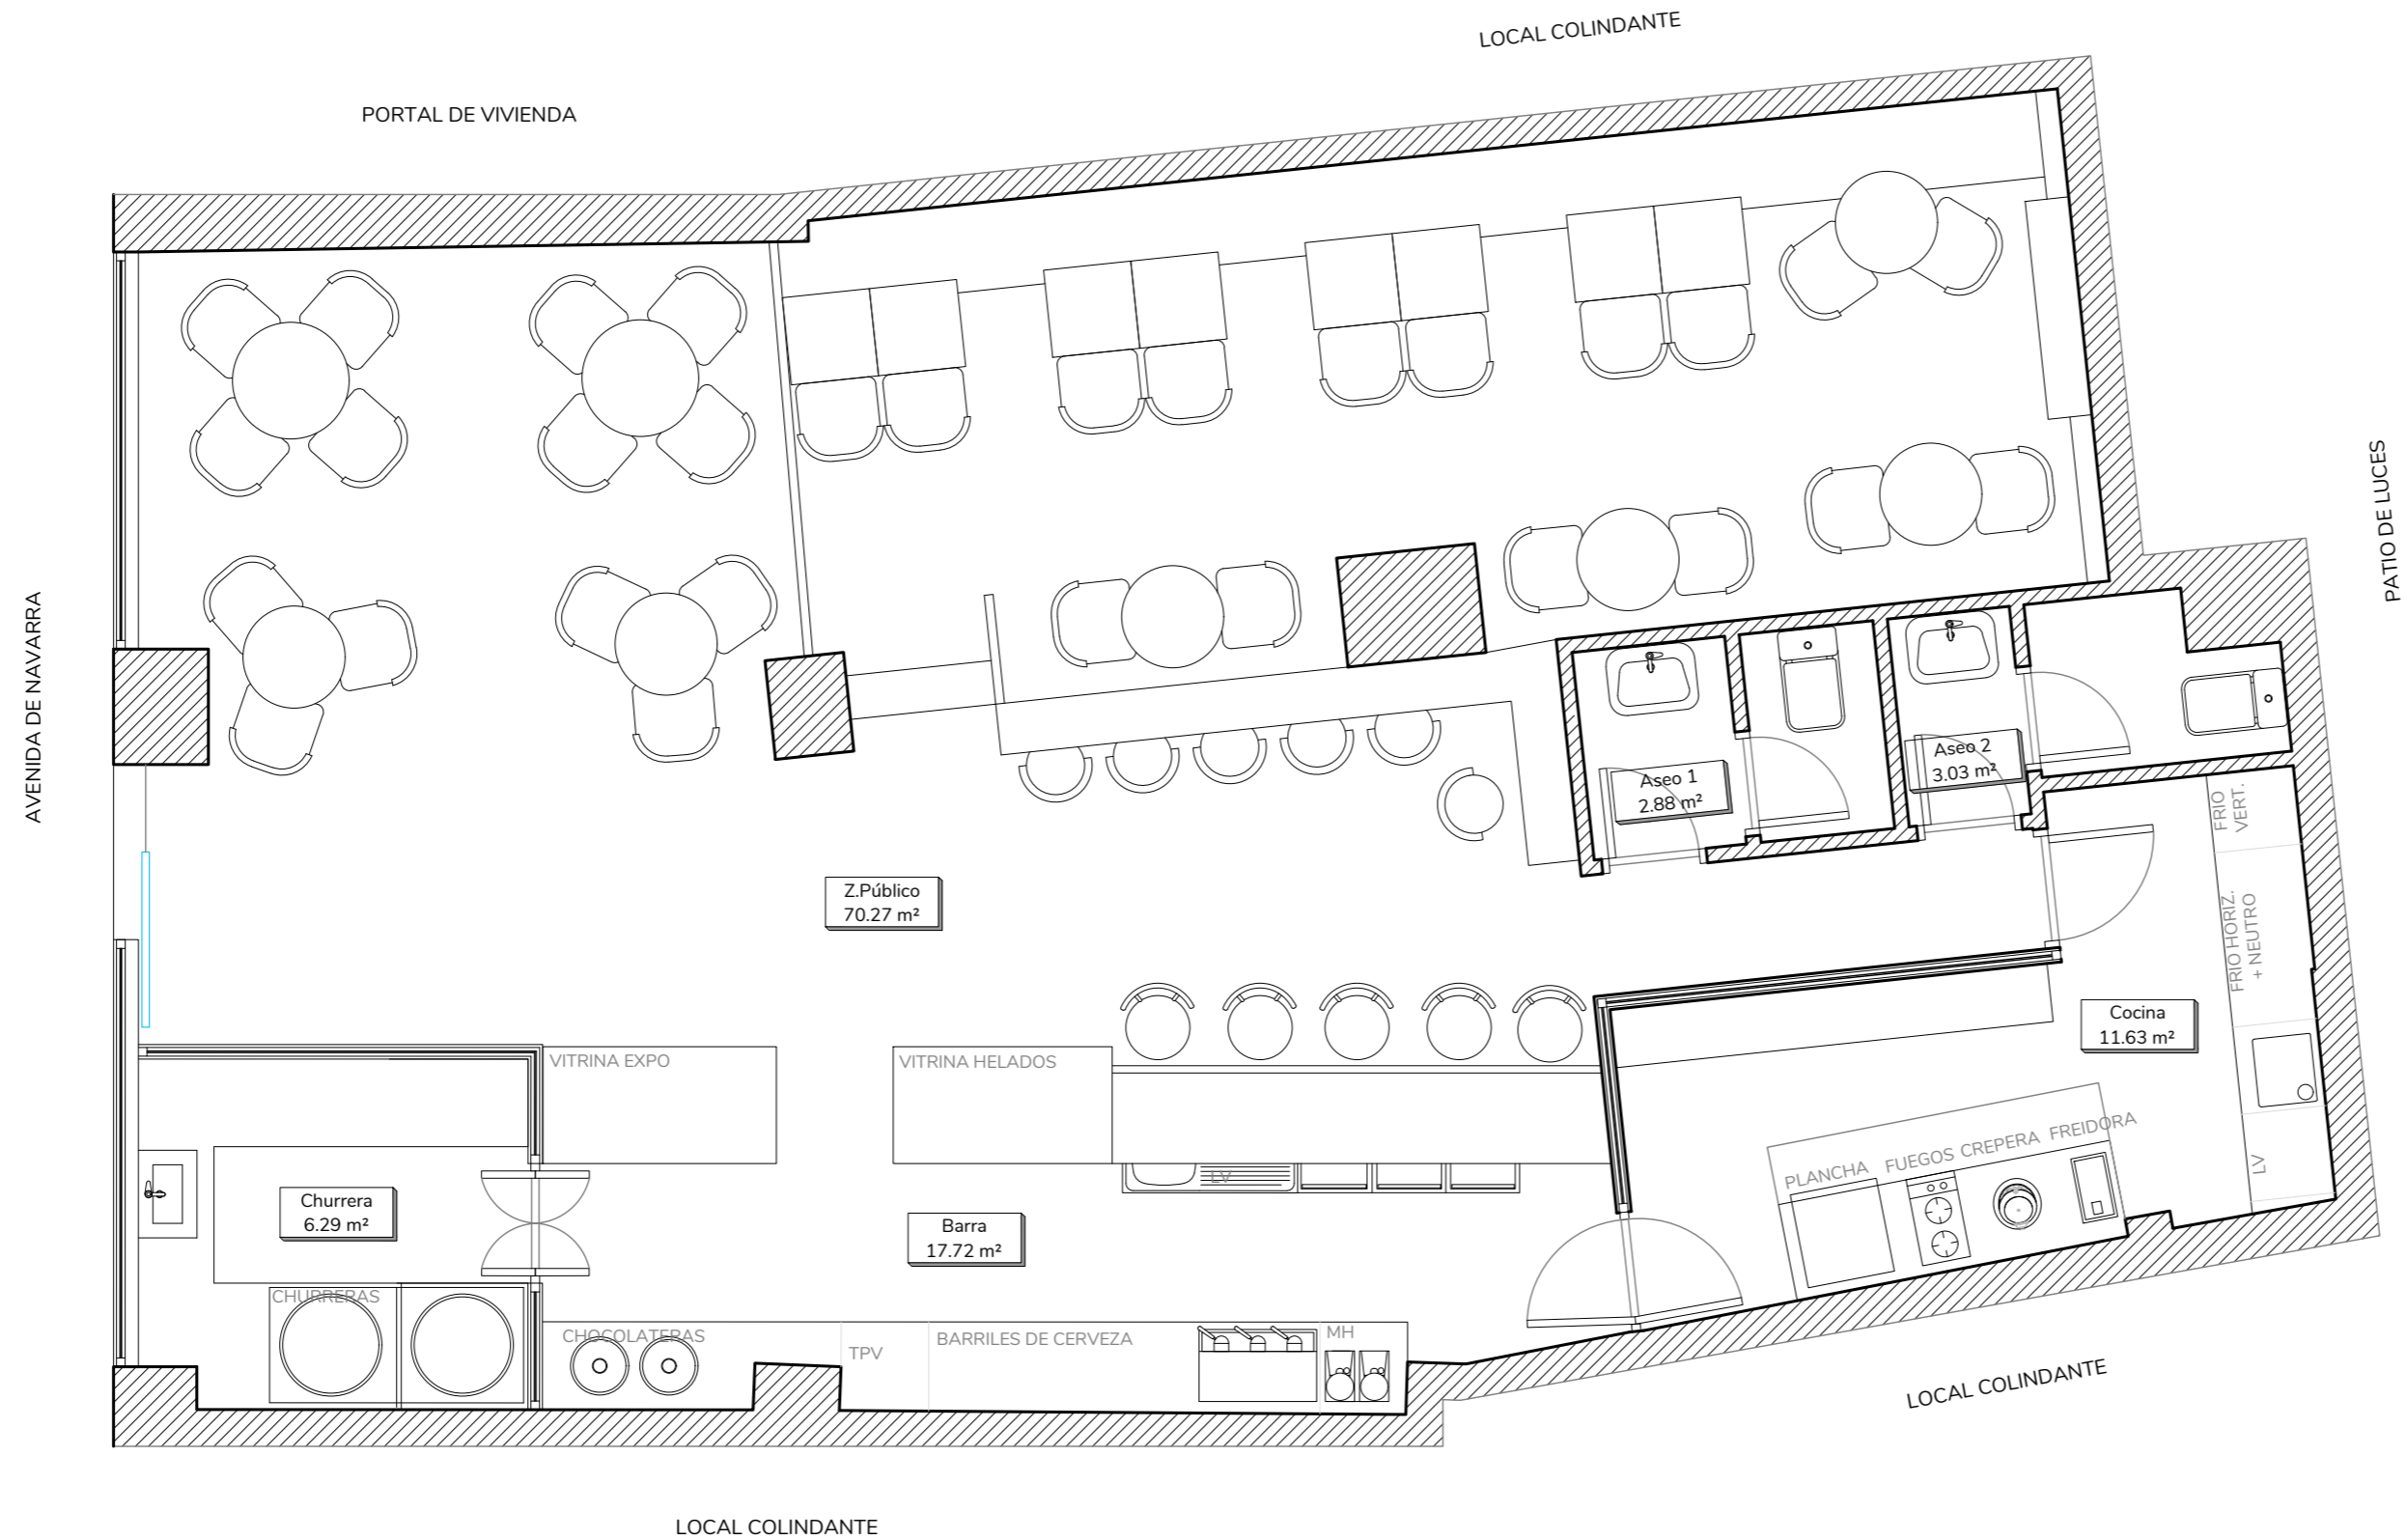 LOCAL COLINDANTE
PORTAL DE VIVIENDA
PATIO DE LUCES
AVENIDA DE NAVARRA
Aseo 1
2.88 m²
Aseo 2
3.03 m²
FRIO
VERT.
Z.Público
70.27 m²
FRIO HORIZ.
+ NEUTRO
Cocina
11.63 m²
VITRINA EXPO
VITRINA HELADOS
LV
PLANCHA
FUEGOS
CREPERA
FREIDORA
LV
Churrera
6.29 m²
Barra
17.72 m²
CHURRERAS
CHOCOLATERAS
TPV
BARRILES DE CERVEZA
MH
LOCAL COLINDANTE
LOCAL COLINDANTE